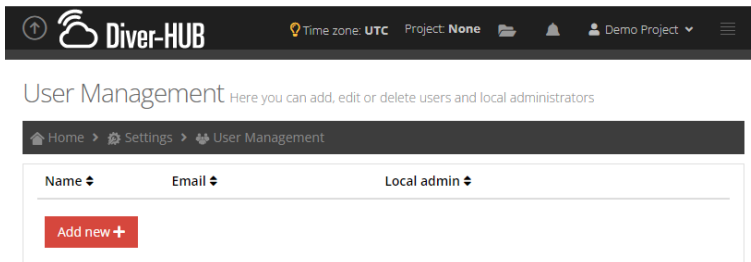 Diver-HUB Time zone: UTC Project: None Demo Project
User Management Here you can add, edit or delete users and local administrators
Home > Settings > User Management
Name Email Local admin
Add new +